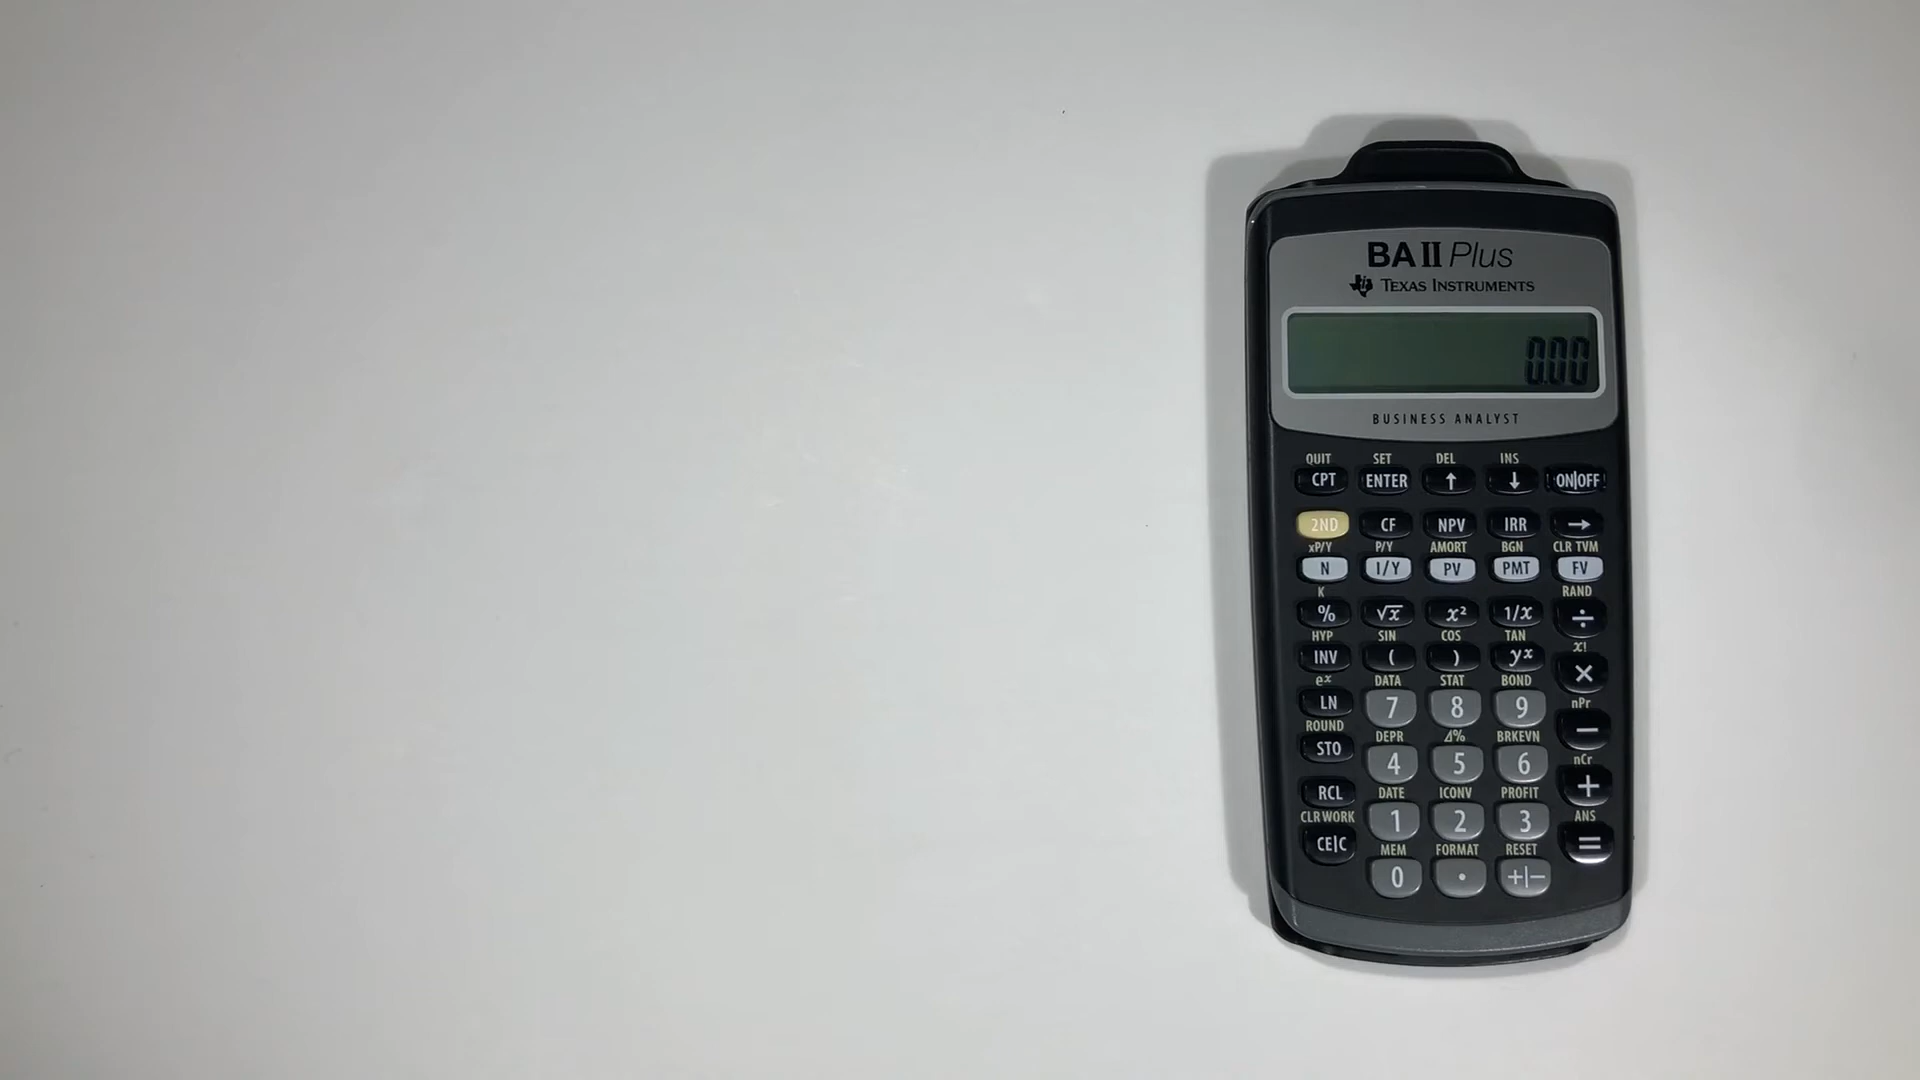 BA II Plus
TEXAS INSTRUMENTS
0.00
BUSINESS ANALYST
QUIT SET DEL INS
CPT ENTER ↑ ↓ ON|OFF
2ND CF NPV IRR →
xP/Y P/Y AMORT BGN CLR TVM
N I/Y PV PMT FV
K RAND
% √x x² 1/x ÷
HYP SIN COS TAN x!
INV ( ) yˣ ×
eˣ DATA STAT BOND nPr
LN 7 8 9 −
ROUND DEPR Δ% BRKEVN nCr
STO 4 5 6 +
DATE ICONV PROFIT ANS
RCL 1 2 3 =
CLR WORK MEM FORMAT RESET
CE|C 0 . +|−